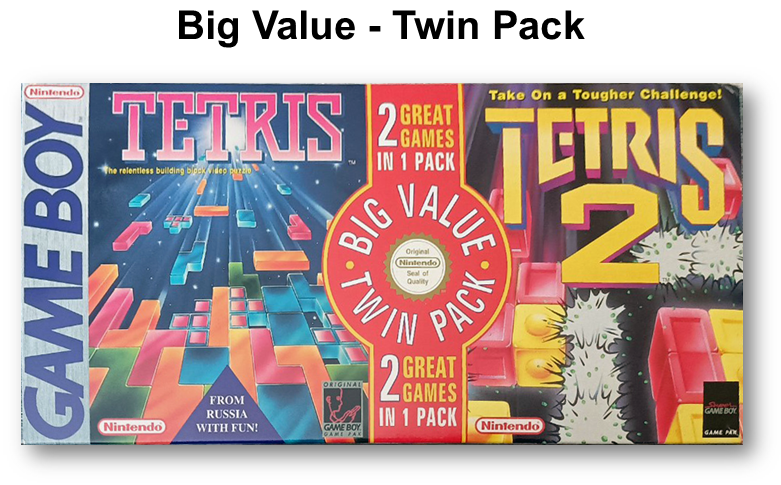 Big Value - Twin Pack
Nintendo
GAME BOY
TM
TETRIS
TM
The relentless building block video puzzle
FROM
RUSSIA
WITH FUN!
Nintendo
ORIGINAL
GAME BOY
GAME PAK
2 GREAT
GAMES
IN 1 PACK
BIG VALUE
TWIN PACK
Original
Nintendo
Seal of
Quality
2 GREAT
GAMES
IN 1 PACK
Take On a Tougher Challenge!
TETRIS
2
Nintendo
Super
GAME BOY
GAME PAK